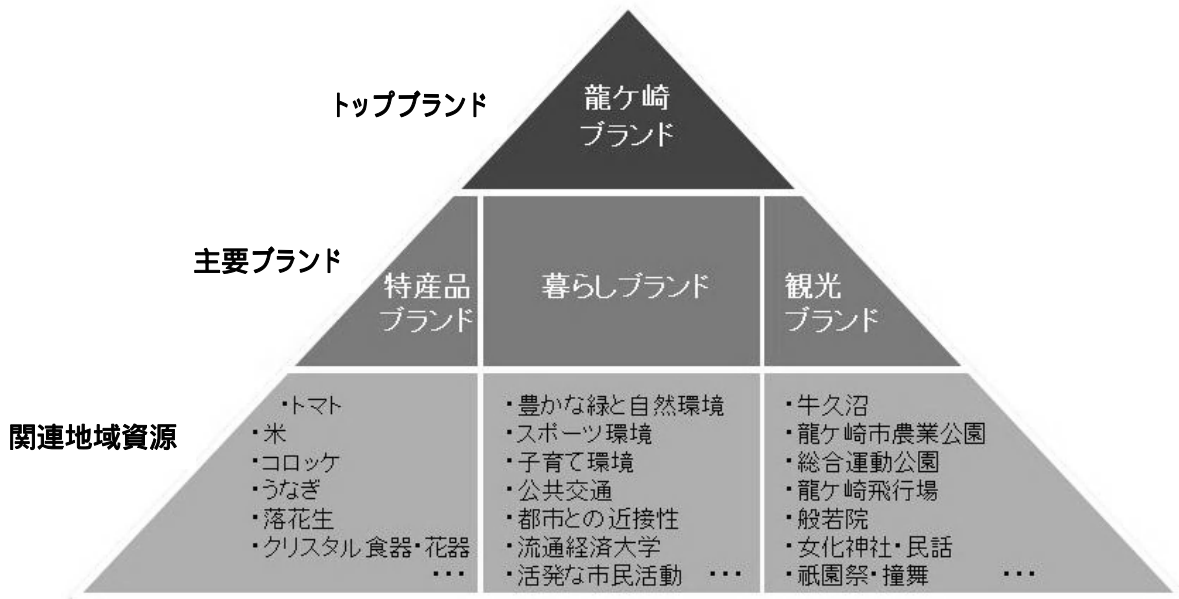 トップブランド
龍ケ崎
ブランド
主要ブランド
特産品
ブランド
暮らしブランド
観光
ブランド
関連地域資源
・トマト
・米
・コロッケ
・うなぎ
・落花生
・クリスタル食器・花器
・・・
・豊かな緑と自然環境
・スポーツ環境
・子育て環境
・公共交通
・都市との近接性
・流通経済大学
・活発な市民活動 ・・・
・牛久沼
・龍ケ崎市農業公園
・総合運動公園
・龍ケ崎飛行場
・般若院
・女化神社・民話
・祇園祭・撞舞 ・・・